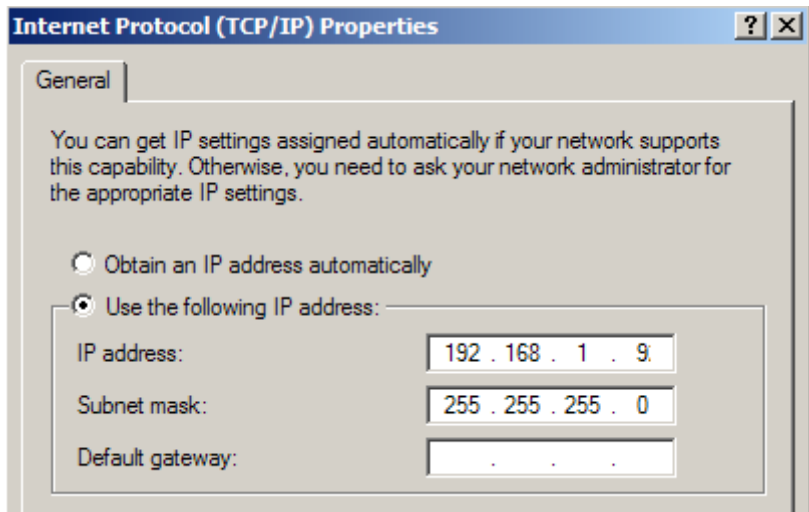 Internet Protocol (TCP/IP) Properties
General
You can get IP settings assigned automatically if your network supports
this capability. Otherwise, you need to ask your network administrator for
the appropriate IP settings.
Obtain an IP address automatically
Use the following IP address:
IP address: 192 . 168 . 1 .
Subnet mask: 255 . 255 . 255 . 0
Default gateway: . . .